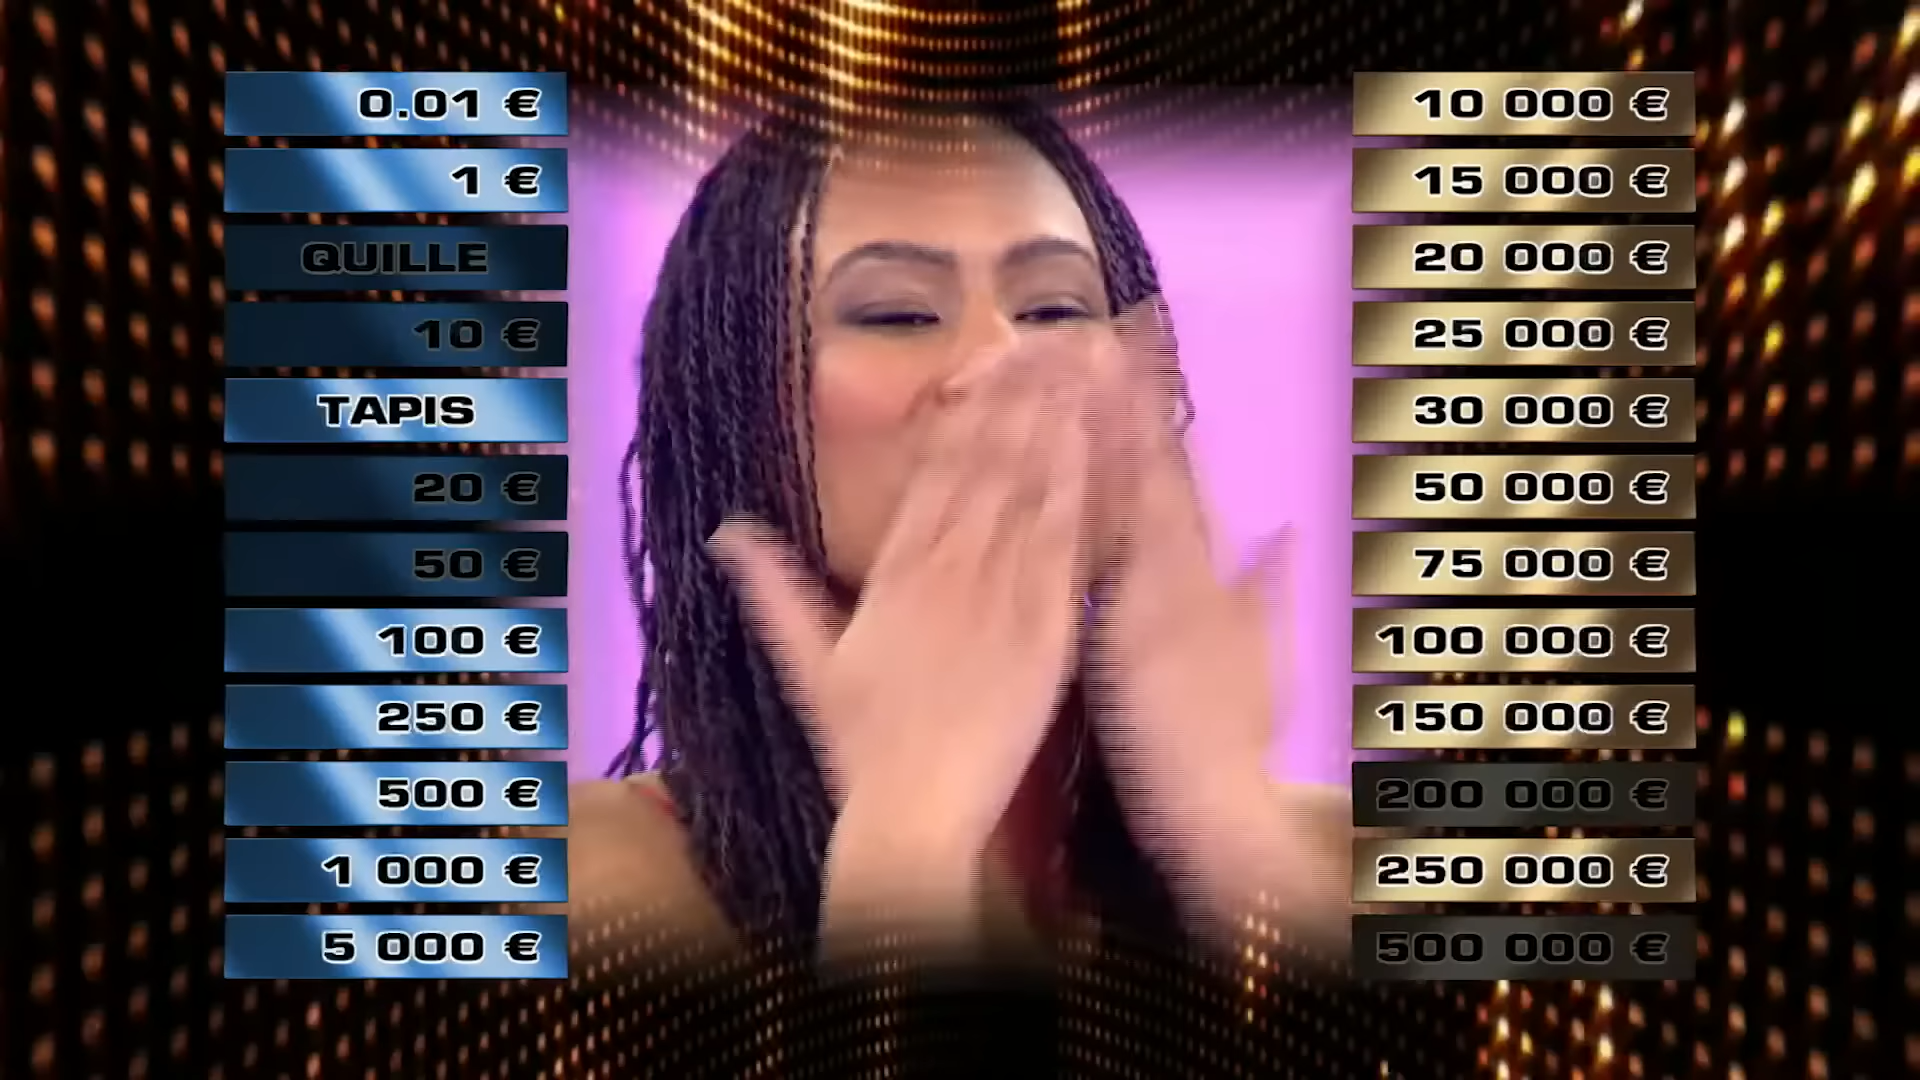 0.01 €
1 €
QUILLE
10 €
TAPIS
20 €
50 €
100 €
250 €
500 €
1 000 €
5 000 €
10 000 €
15 000 €
20 000 €
25 000 €
30 000 €
50 000 €
75 000 €
100 000 €
150 000 €
200 000 €
250 000 €
500 000 €